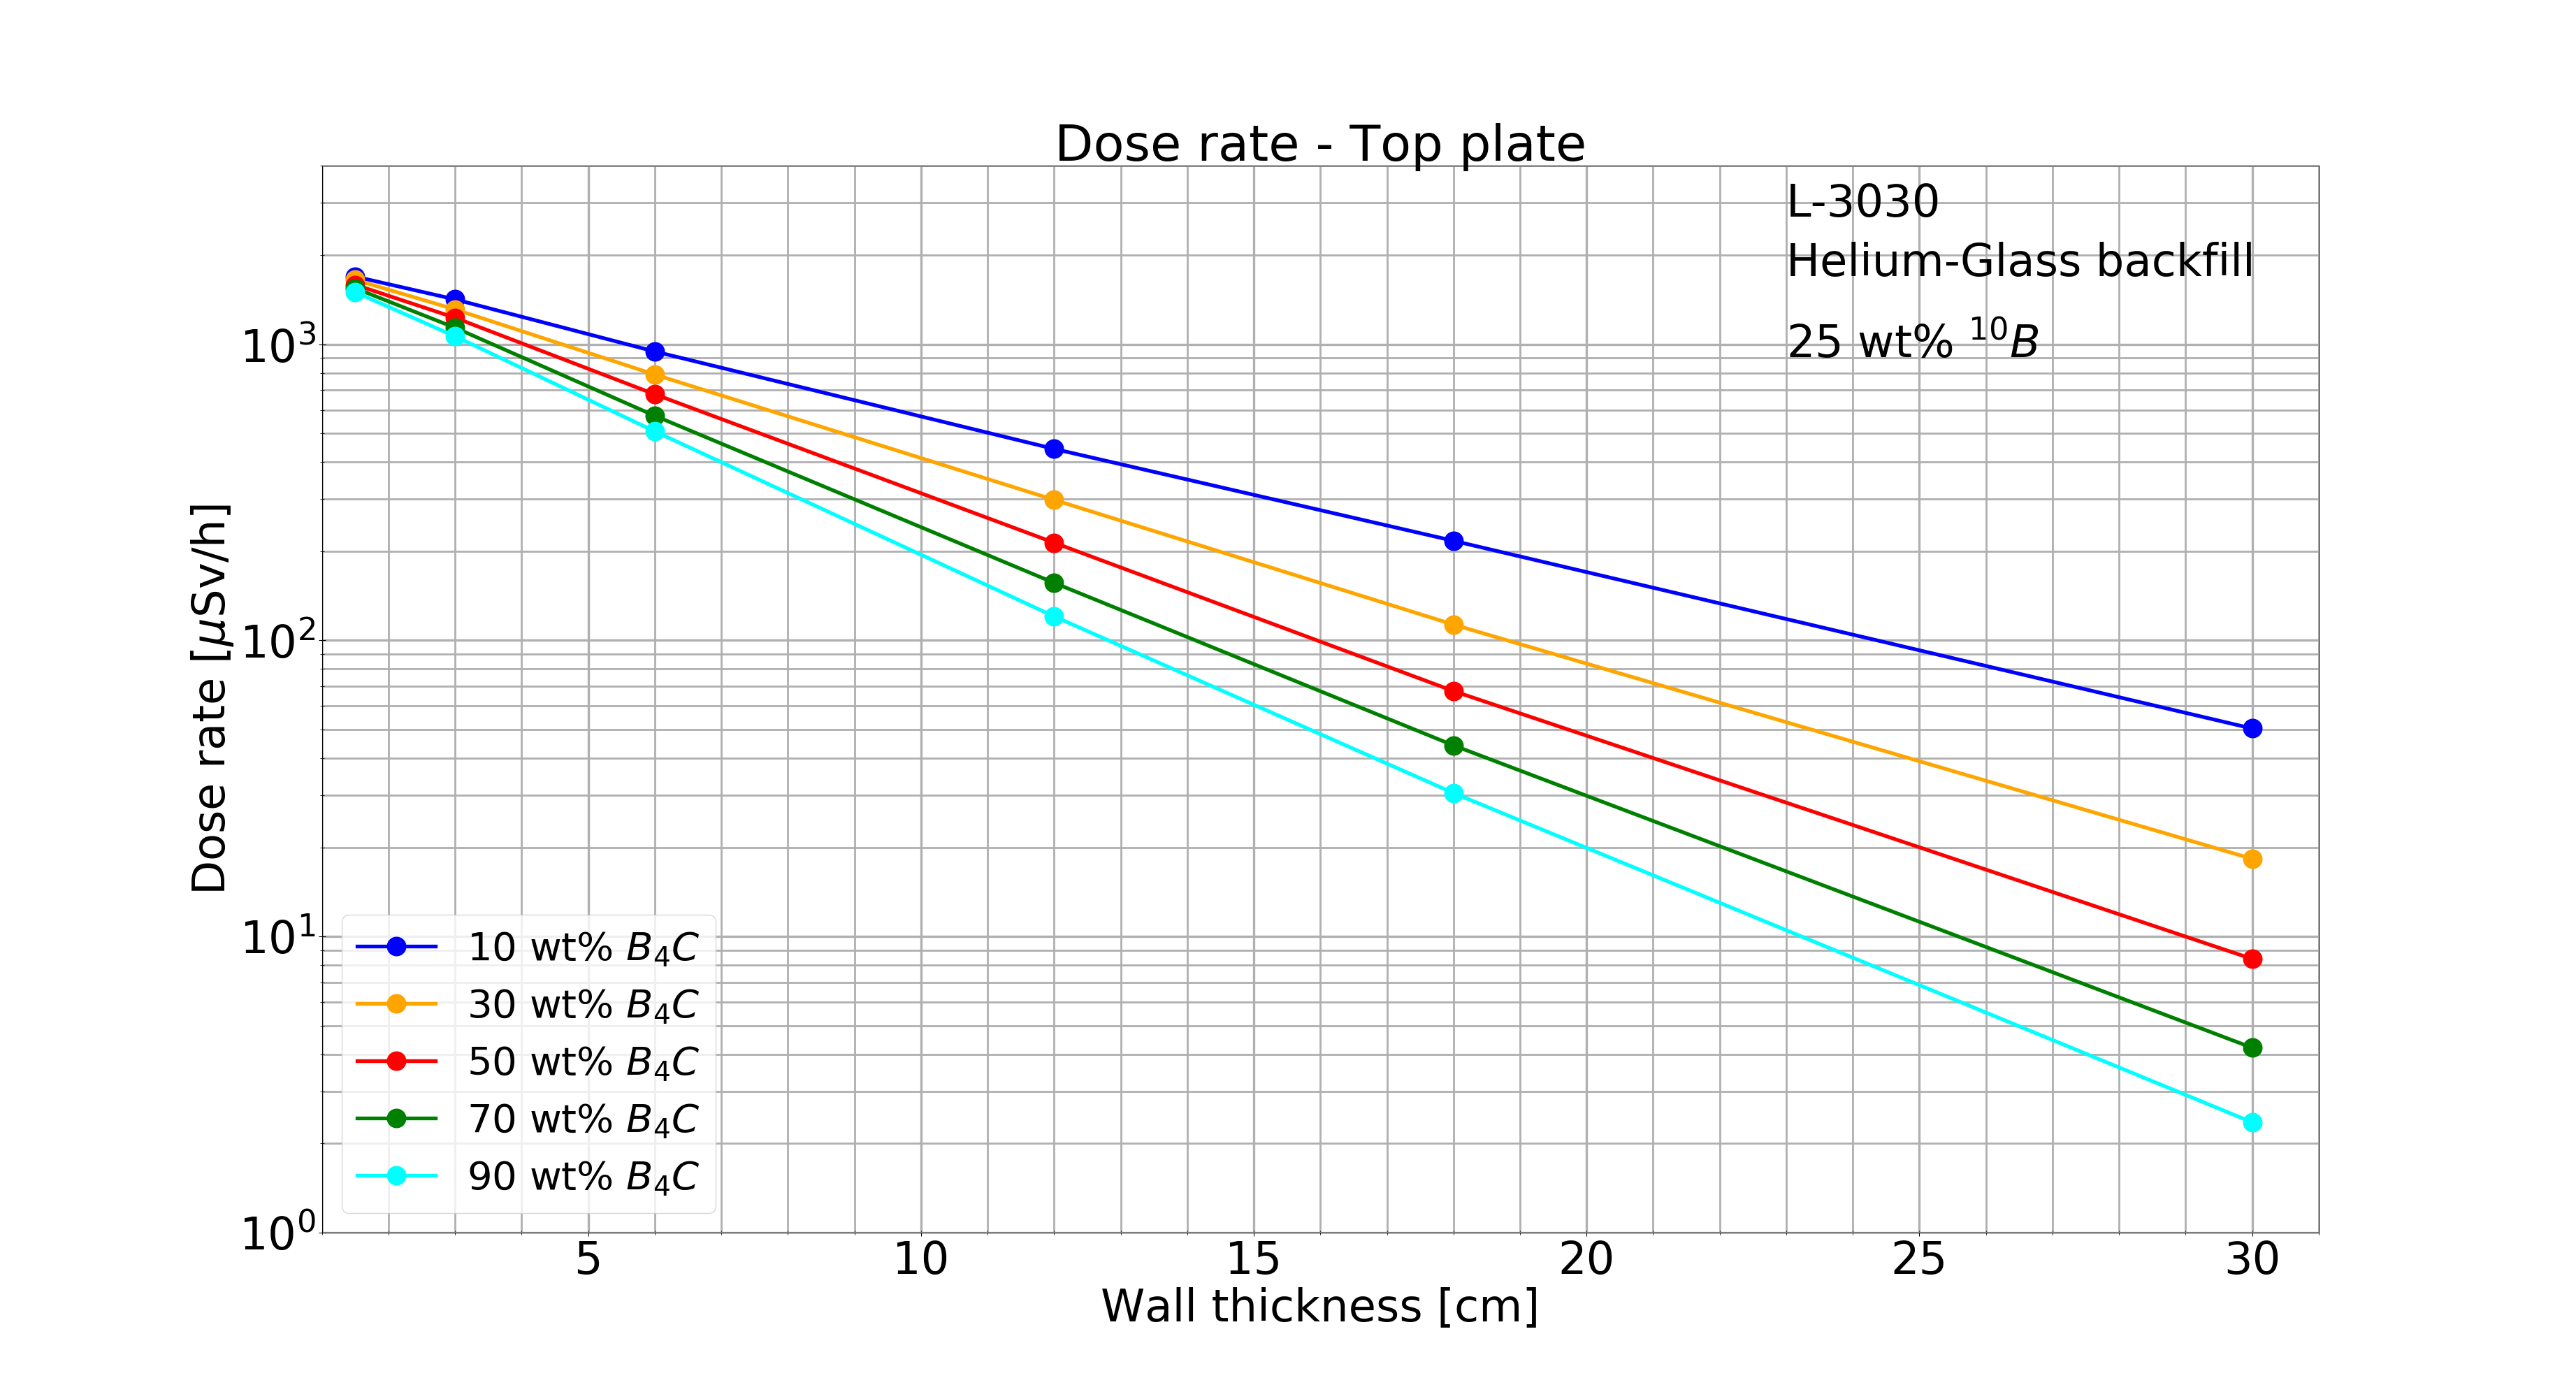 Dose rate - Top plate
L-3030
Helium-Glass backfill
25 wt% ¹⁰B
Dose rate [μSv/h]
10³
10²
10¹
10⁰
10 wt% B₄C
30 wt% B₄C
50 wt% B₄C
70 wt% B₄C
90 wt% B₄C
5 10 15 20 25 30
Wall thickness [cm]